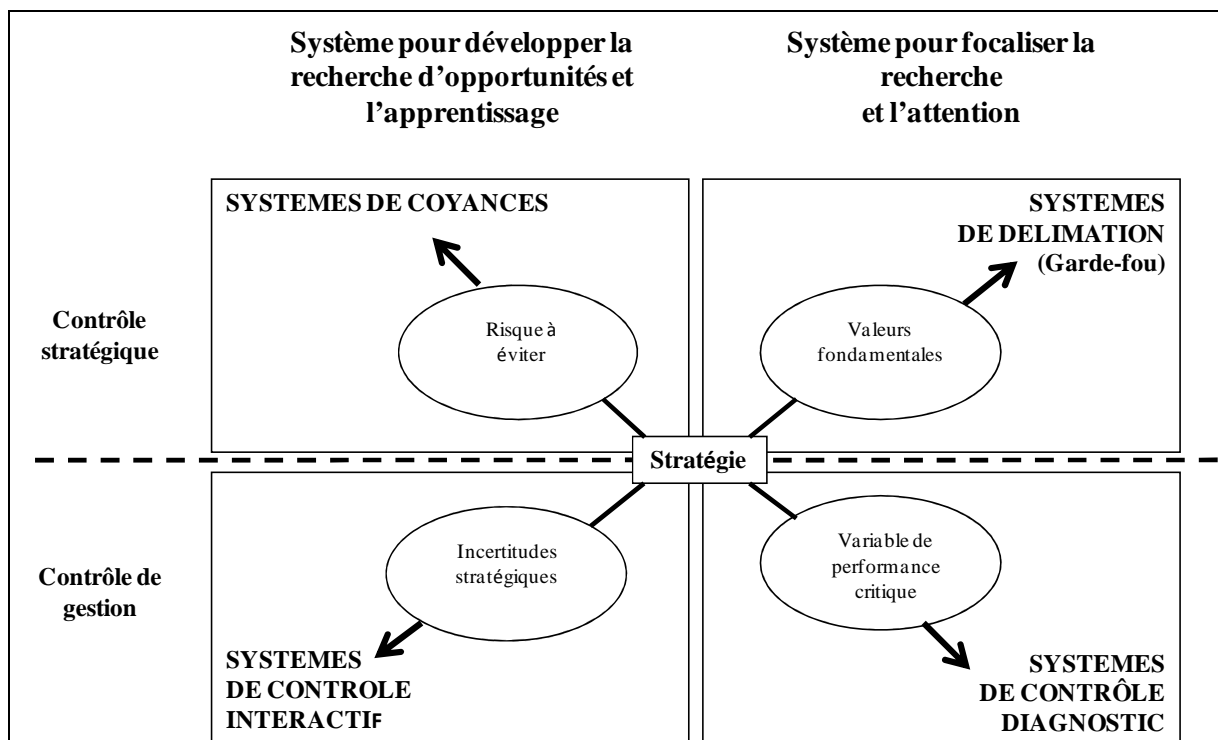 Système pour développer la
recherche d'opportunités et
l'apprentissage
Système pour focaliser la
recherche
et l'attention
SYSTEMES DE COYANCES
SYSTEMES
DE DELIMATION
(Garde-fou)
Contrôle
stratégique
Risque à
éviter
Valeurs
fondamentales
Stratégie
Contrôle de
gestion
Incertitudes
stratégiques
Variable de
performance
critique
SYSTEMES
DE CONTROLE
INTERACTIF
SYSTEMES
DE CONTRÔLE
DIAGNOSTIC